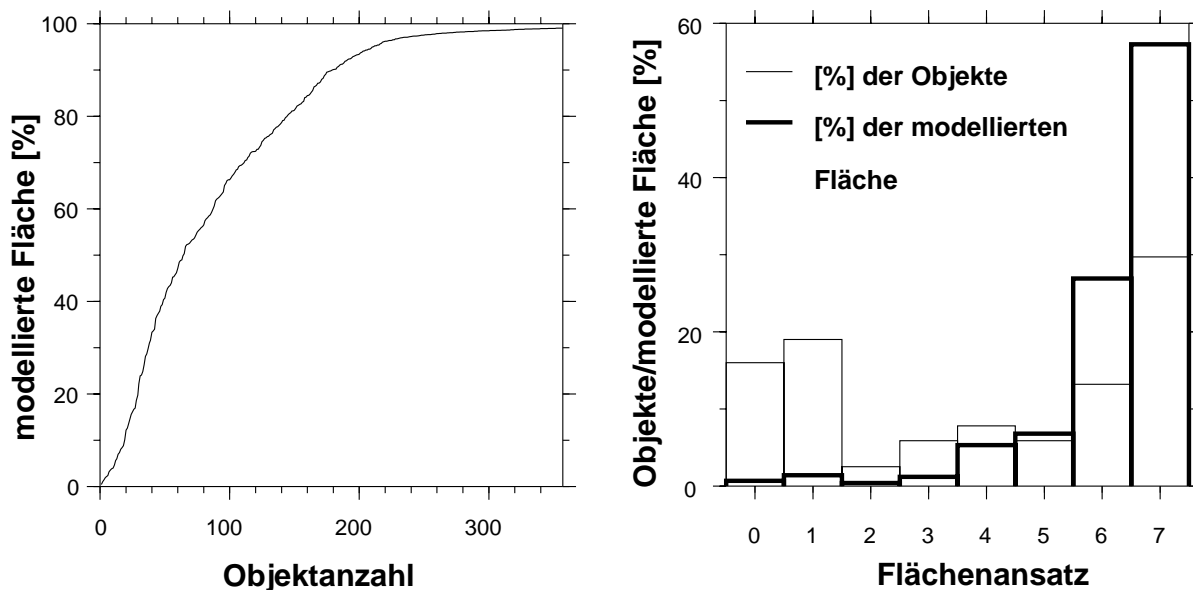 100
80
60
40
20
0
modellierte Fläche [%]
0 100 200 300
Objektanzahl
60
40
20
0
Objekte/modellierte Fläche [%]
[%] der Objekte
[%] der modellierten
Fläche
0 1 2 3 4 5 6 7
Flächenansatz